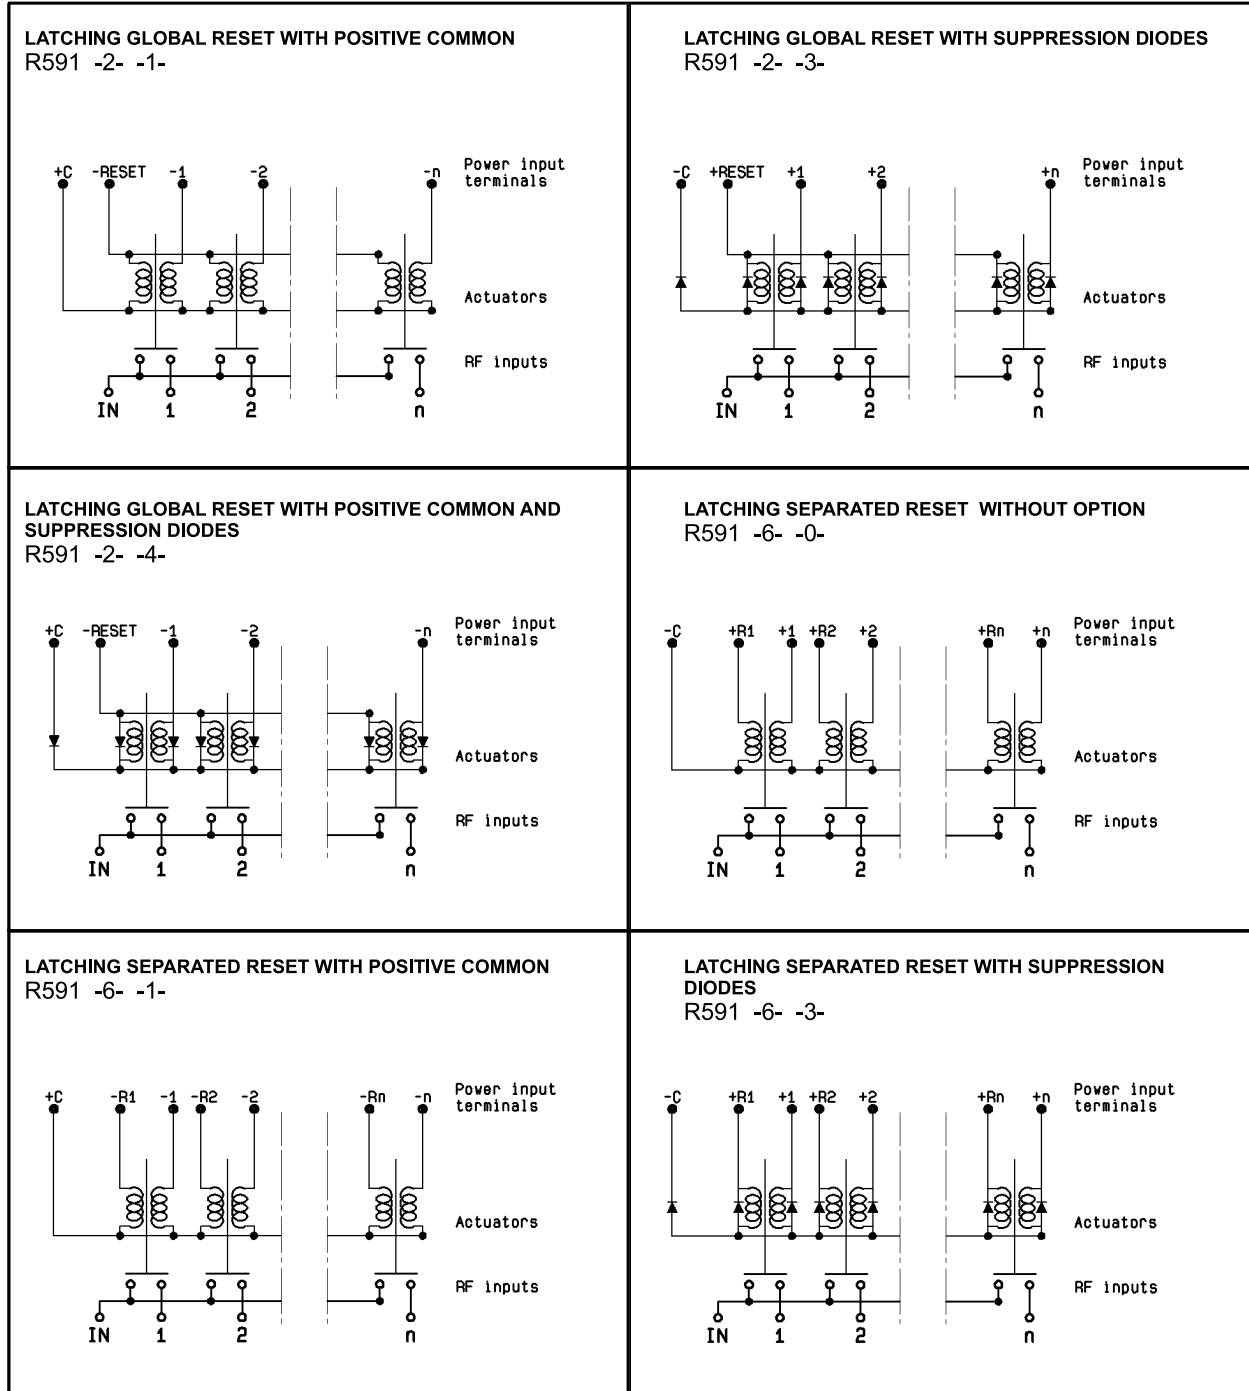 LATCHING GLOBAL RESET WITH POSITIVE COMMON
R591 -2- -1-
+C -RESET -1 -2 -n Power input
terminals
Actuators
RF inputs
IN 1 2 n
LATCHING GLOBAL RESET WITH SUPPRESSION DIODES
R591 -2- -3-
-C +RESET +1 +2 +n Power input
terminals
Actuators
RF inputs
IN 1 2 n
LATCHING GLOBAL RESET WITH POSITIVE COMMON AND
SUPPRESSION DIODES
R591 -2- -4-
+C -RESET -1 -2 -n Power input
terminals
Actuators
RF inputs
IN 1 2 n
LATCHING SEPARATED RESET WITHOUT OPTION
R591 -6- -0-
-C +R1 +1 +R2 +2 +Rn +n Power input
terminals
Actuators
RF inputs
IN 1 2 n
LATCHING SEPARATED RESET WITH POSITIVE COMMON
R591 -6- -1-
+C -R1 -1 -R2 -2 -Rn -n Power input
terminals
Actuators
RF inputs
IN 1 2 n
LATCHING SEPARATED RESET WITH SUPPRESSION
DIODES
R591 -6- -3-
-C +R1 +1 +R2 +2 +Rn +n Power input
terminals
Actuators
RF inputs
IN 1 2 n